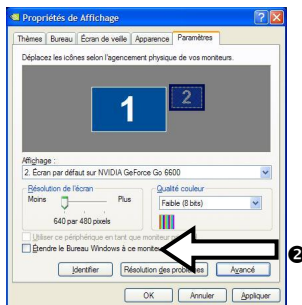 Propriétés de Affichage
Thèmes Bureau Écran de veille Apparence Paramètres
Déplacez les icônes selon l'agencement physique de vos moniteurs.
1 2
Affichage :
2. Écran par défaut sur NVIDIA GeForce Go 6600
Résolution de l'écran Qualité couleur
Moins Plus Faible (8 bits)
640 par 480 pixels
Utiliser ce périphérique en tant que moniteur
Étendre le Bureau Windows à ce moniteur
❷
Identifier Résolution des problèmes Avancé
OK Annuler Appliquer